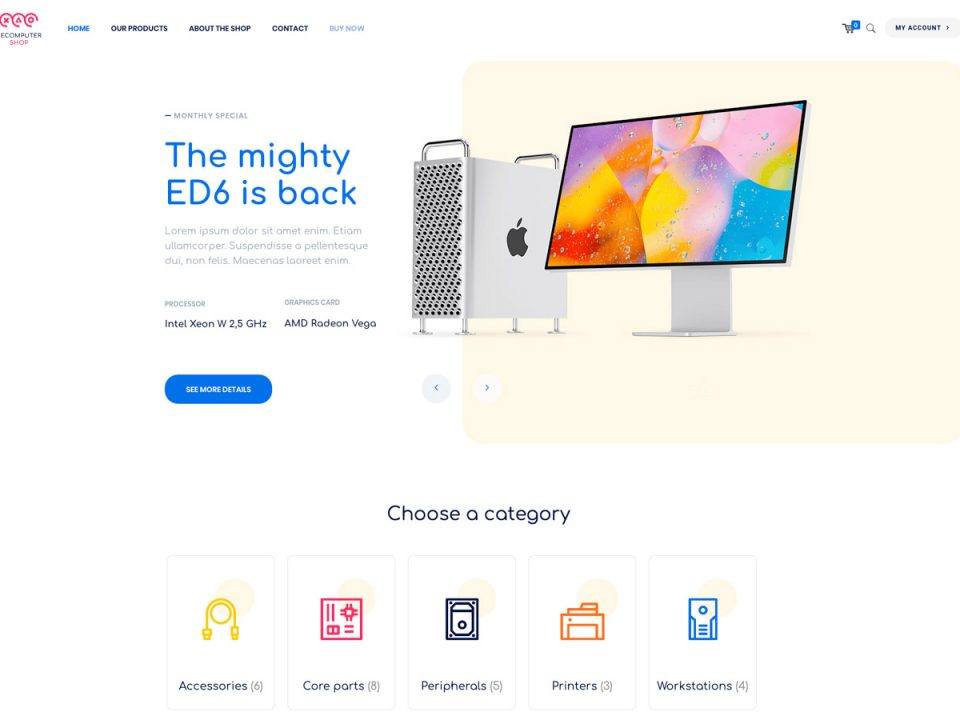 ECOMPUTER
SHOP
HOME
OUR PRODUCTS
ABOUT THE SHOP
CONTACT
BUY NOW
0
MY ACCOUNT
— MONTHLY SPECIAL
The mighty
ED6 is back
Lorem ipsum dolor sit amet enim. Etiam
ullamcorper. Suspendisse a pellentesque
dui, non felis. Maecenas laoreet enim.
PROCESSOR
Intel Xeon W 2,5 GHz
GRAPHICS CARD
AMD Radeon Vega
SEE MORE DETAILS
Choose a category
Accessories (6)
Core parts (8)
Peripherals (5)
Printers (3)
Workstations (4)